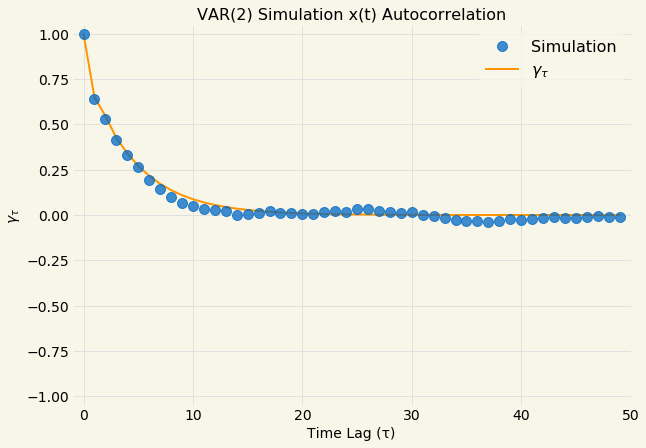 VAR(2) Simulation x(t) Autocorrelation
Simulation
γτ
γτ
1.00
0.75
0.50
0.25
0.00
−0.25
−0.50
−0.75
−1.00
0 10 20 30 40 50
Time Lag (τ)